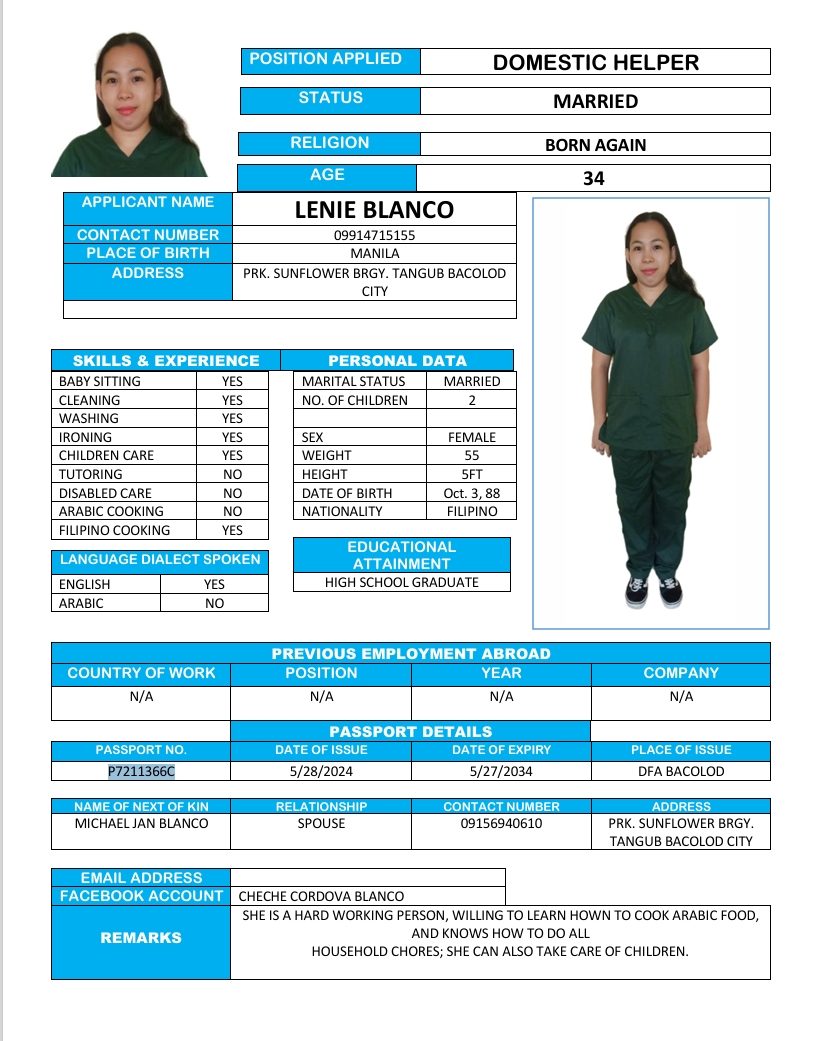 POSITION APPLIED DOMESTIC HELPER
STATUS MARRIED
RELIGION BORN AGAIN
AGE 34
APPLICANT NAME LENIE BLANCO
CONTACT NUMBER 09914715155
PLACE OF BIRTH MANILA
ADDRESS PRK. SUNFLOWER BRGY. TANGUB BACOLOD
CITY
SKILLS & EXPERIENCE PERSONAL DATA
BABY SITTING YES MARITAL STATUS MARRIED
CLEANING YES NO. OF CHILDREN 2
WASHING YES
IRONING YES SEX FEMALE
CHILDREN CARE YES WEIGHT 55
TUTORING NO HEIGHT 5FT
DISABLED CARE NO DATE OF BIRTH Oct. 3, 88
ARABIC COOKING NO NATIONALITY FILIPINO
FILIPINO COOKING YES
LANGUAGE DIALECT SPOKEN
ENGLISH YES
ARABIC NO
EDUCATIONAL
ATTAINMENT
HIGH SCHOOL GRADUATE
PREVIOUS EMPLOYMENT ABROAD
COUNTRY OF WORK POSITION YEAR COMPANY
N/A N/A N/A N/A
PASSPORT DETAILS
PASSPORT NO. DATE OF ISSUE DATE OF EXPIRY PLACE OF ISSUE
P7211366C 5/28/2024 5/27/2034 DFA BACOLOD
NAME OF NEXT OF KIN RELATIONSHIP CONTACT NUMBER ADDRESS
MICHAEL JAN BLANCO SPOUSE 09156940610 PRK. SUNFLOWER BRGY.
TANGUB BACOLOD CITY
EMAIL ADDRESS
FACEBOOK ACCOUNT CHECHE CORDOVA BLANCO
REMARKS SHE IS A HARD WORKING PERSON, WILLING TO LEARN HOWN TO COOK ARABIC FOOD,
AND KNOWS HOW TO DO ALL
HOUSEHOLD CHORES; SHE CAN ALSO TAKE CARE OF CHILDREN.